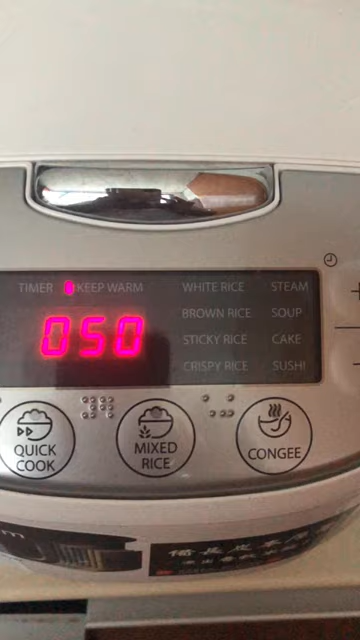 TIMER KEEP WARM
WHITE RICE STEAM
BROWN RICE SOUP
STICKY RICE CAKE
CRISPY RICE SUSHI
050
QUICK COOK
MIXED RICE
CONGEE